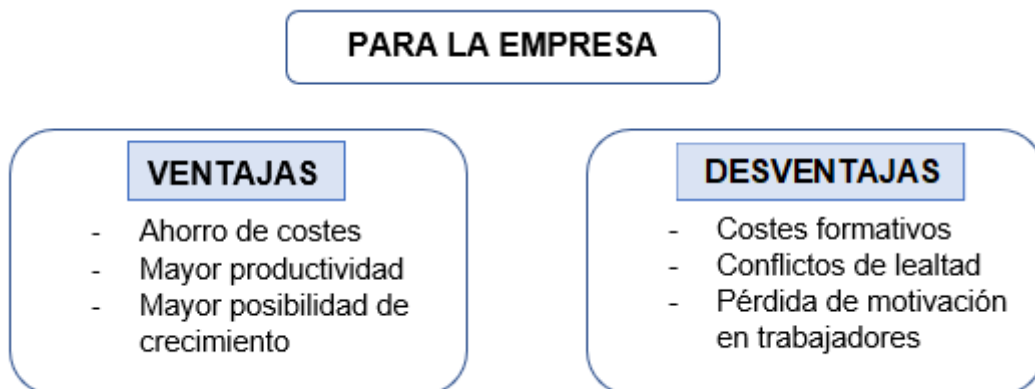 PARA LA EMPRESA
VENTAJAS
- Ahorro de costes
- Mayor productividad
- Mayor posibilidad de
crecimiento
DESVENTAJAS
- Costes formativos
- Conflictos de lealtad
- Pérdida de motivación
en trabajadores